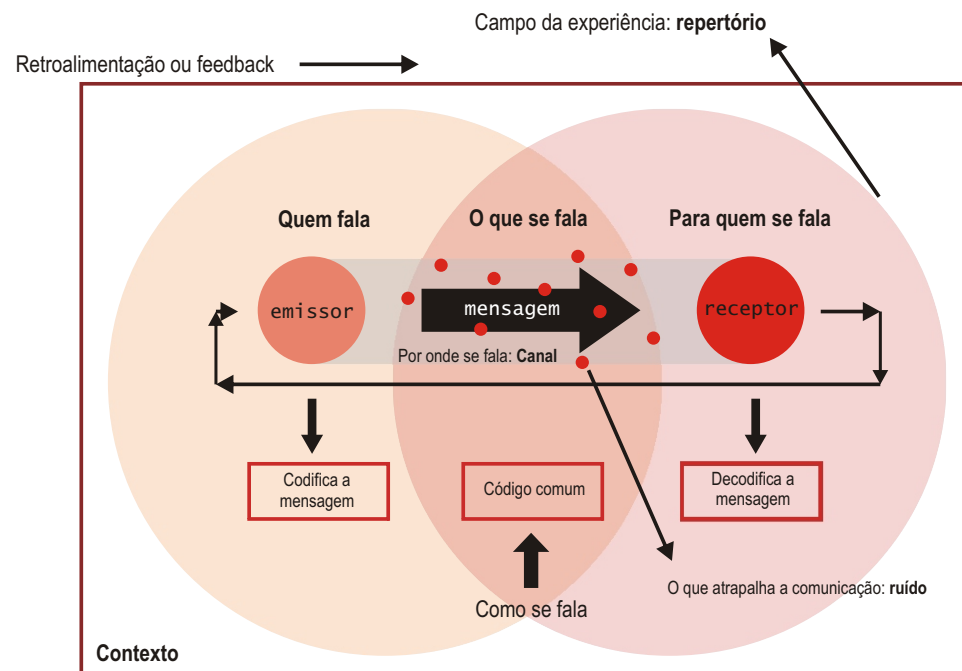 Campo da experiência: repertório
Retroalimentação ou feedback
Quem fala
O que se fala
Para quem se fala
emissor
mensagem
receptor
Por onde se fala: Canal
Codifica a
mensagem
Código comum
Decodifica a
mensagem
O que atrapalha a comunicação: ruído
Como se fala
Contexto